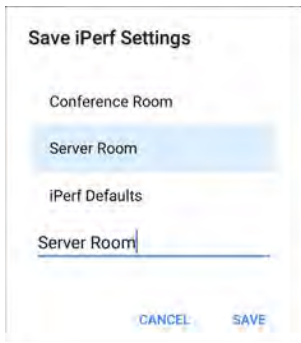 Save iPerf Settings
Conference Room
Server Room
iPerf Defaults
Server Room
CANCEL SAVE